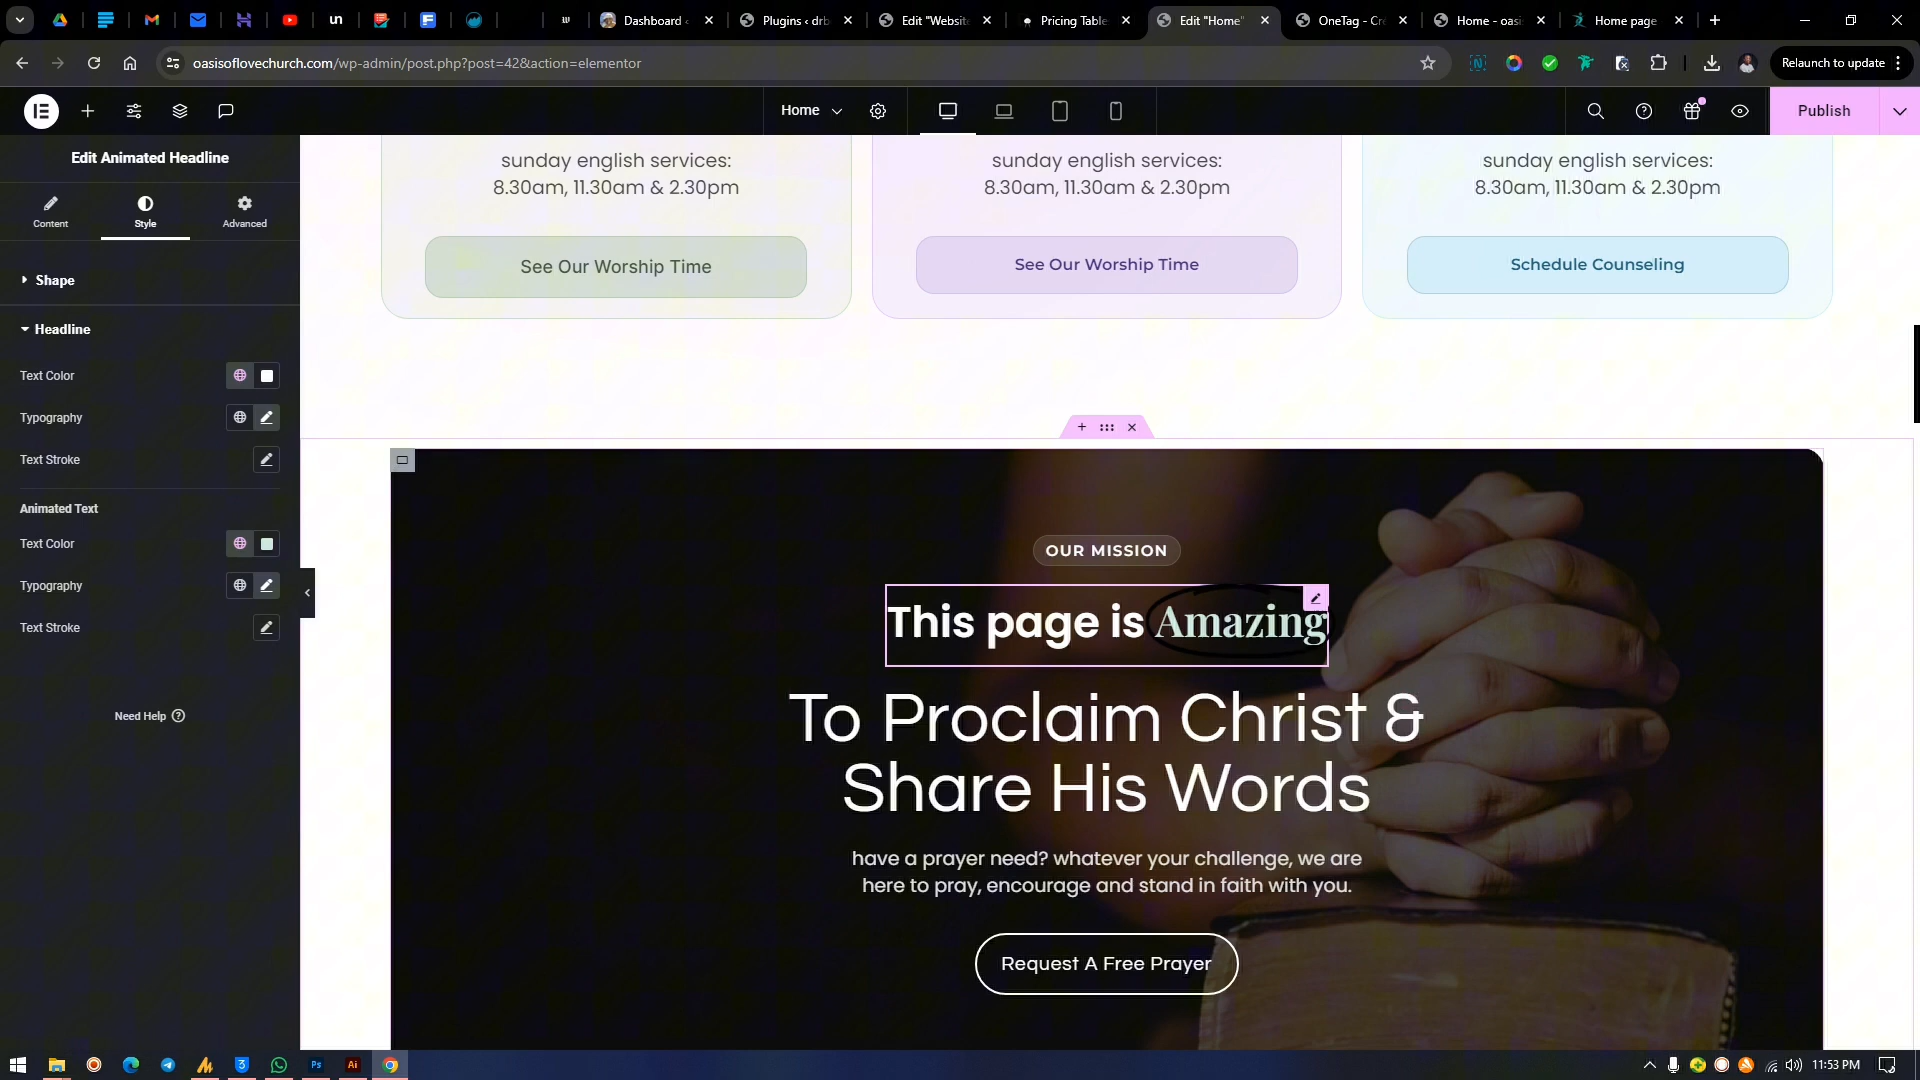 Dashboard ‹
Plugins ‹ drb
Edit "Website
Pricing Table
Edit "Home"
OneTag - Cr
Home - oasi
Home page
oasisoflovechurch.com/wp-admin/post.php?post=42&action=elementor
Relaunch to update
Home
Publish
Edit Animated Headline
Content
Style
Advanced
Shape
Headline
Text Color
Typography
Text Stroke
Animated Text
Text Color
Typography
Text Stroke
Need Help
sunday english services:
8.30am, 11.30am & 2.30pm
See Our Worship Time
sunday english services:
8.30am, 11.30am & 2.30pm
See Our Worship Time
sunday english services:
8.30am, 11.30am & 2.30pm
Schedule Counseling
OUR MISSION
This page is Amazing
To Proclaim Christ &
Share His Words
have a prayer need? whatever your challenge, we are
here to pray, encourage and stand in faith with you.
Request A Free Prayer
11:53 PM